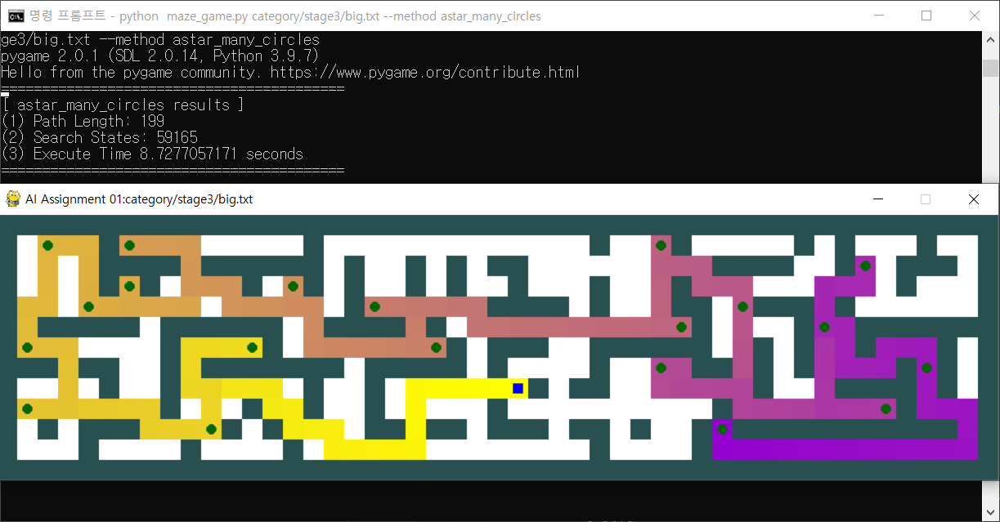 명령 프롬프트 - python  maze_game.py category/stage3/big.txt --method astar_many_circles
ge3/big.txt --method astar_many_circles
pygame 2.0.1 (SDL 2.0.14, Python 3.9.7)
Hello from the pygame community. https://www.pygame.org/contribute.html
==========================================
[ astar_many_circles results ]
(1) Path Length: 199
(2) Search States: 59165
(3) Execute Time 8.7277057171 seconds
==========================================
AI Assignment 01:category/stage3/big.txt